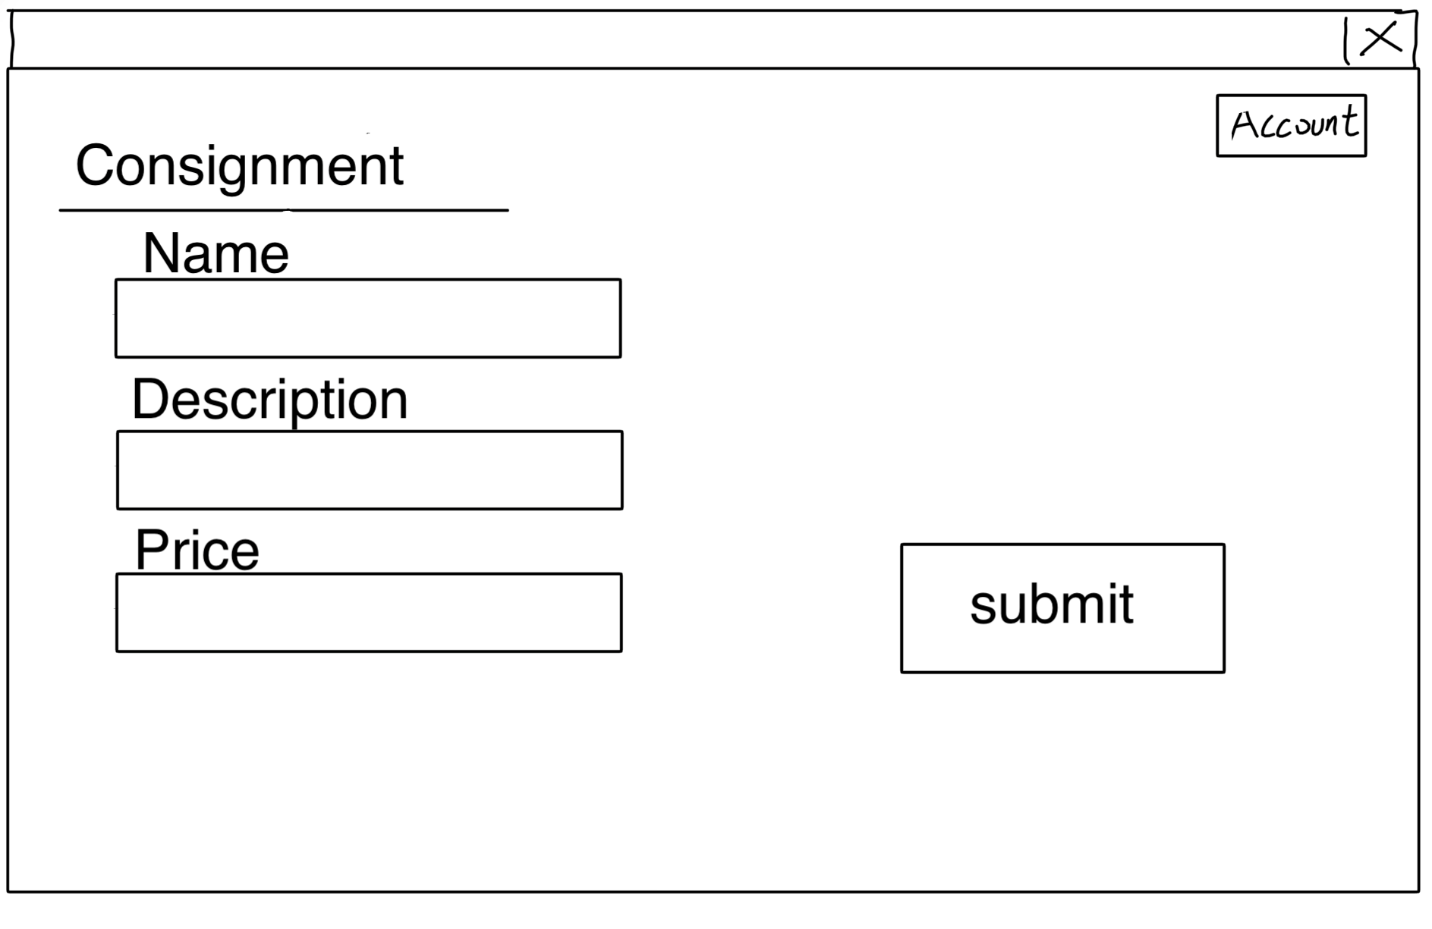 Account
Consignment
Name
Description
Price
submit